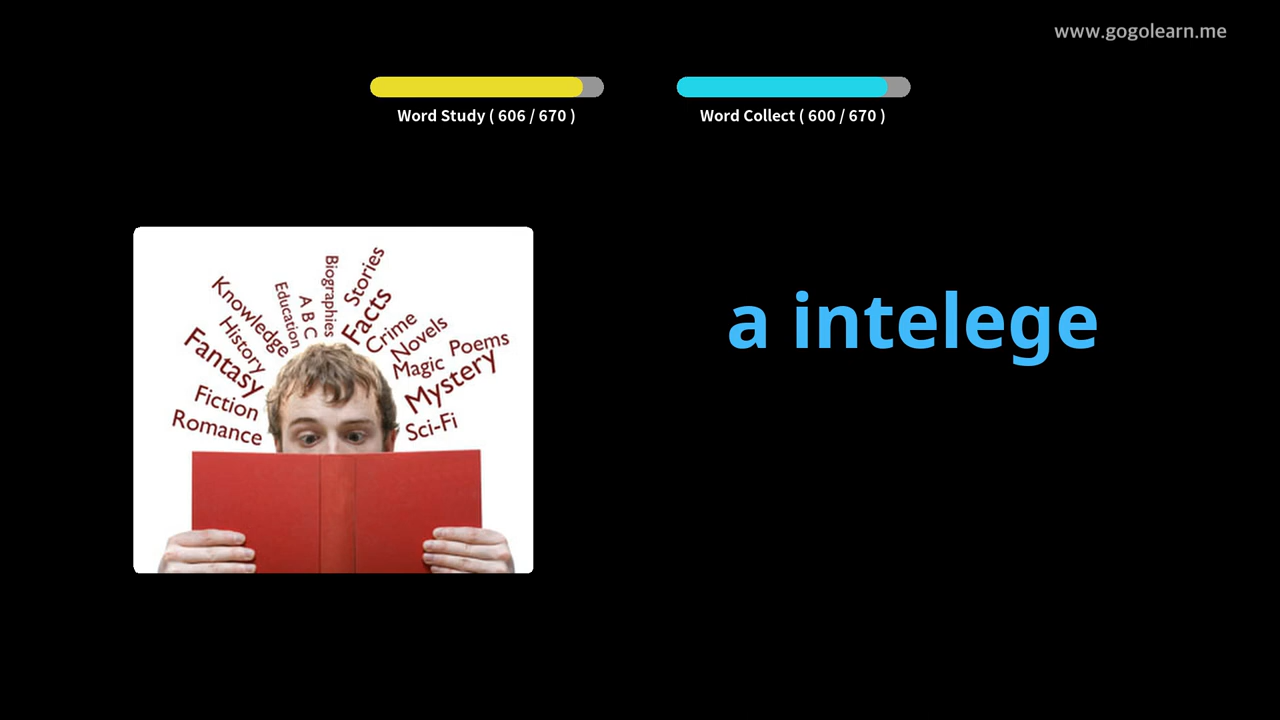 www.gogolearn.me
Word Study ( 606 / 670 )
Word Collect ( 600 / 670 )
a intelege
Romance
Fiction
Fantasy
History
Knowledge
Education
A B C
Biographies
Stories
Facts
Crime
Novels
Magic
Poems
Mystery
Sci-Fi